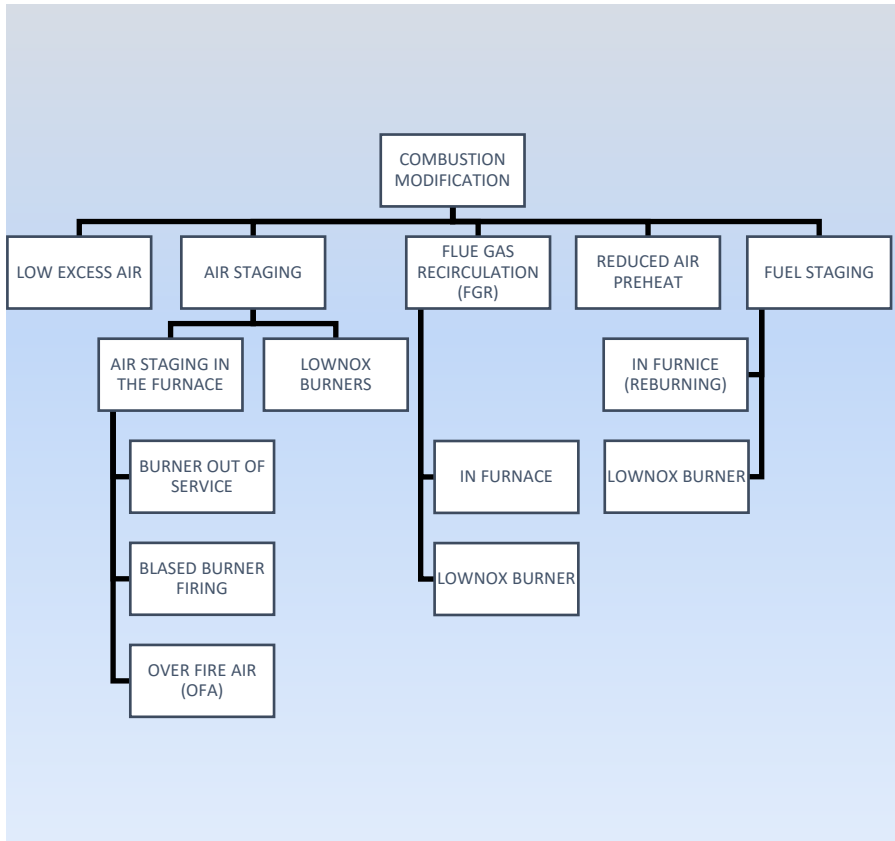 COMBUSTION
MODIFICATION
LOW EXCESS AIR
AIR STAGING
FLUE GAS
RECIRCULATION
(FGR)
REDUCED AIR
PREHEAT
FUEL STAGING
AIR STAGING IN
THE FURNACE
LOWNOX
BURNERS
IN FURNICE
(REBURNING)
BURNER OUT OF
SERVICE
IN FURNACE
LOWNOX BURNER
BLASED BURNER
FIRING
LOWNOX BURNER
OVER FIRE AIR
(OFA)